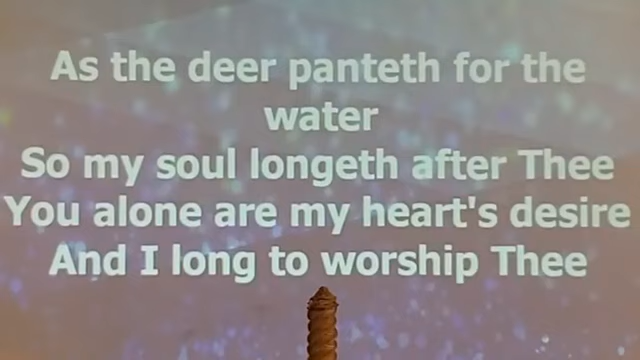 As the deer panteth for the
water
So my soul longeth after Thee
You alone are my heart's desire
And I long to worship Thee